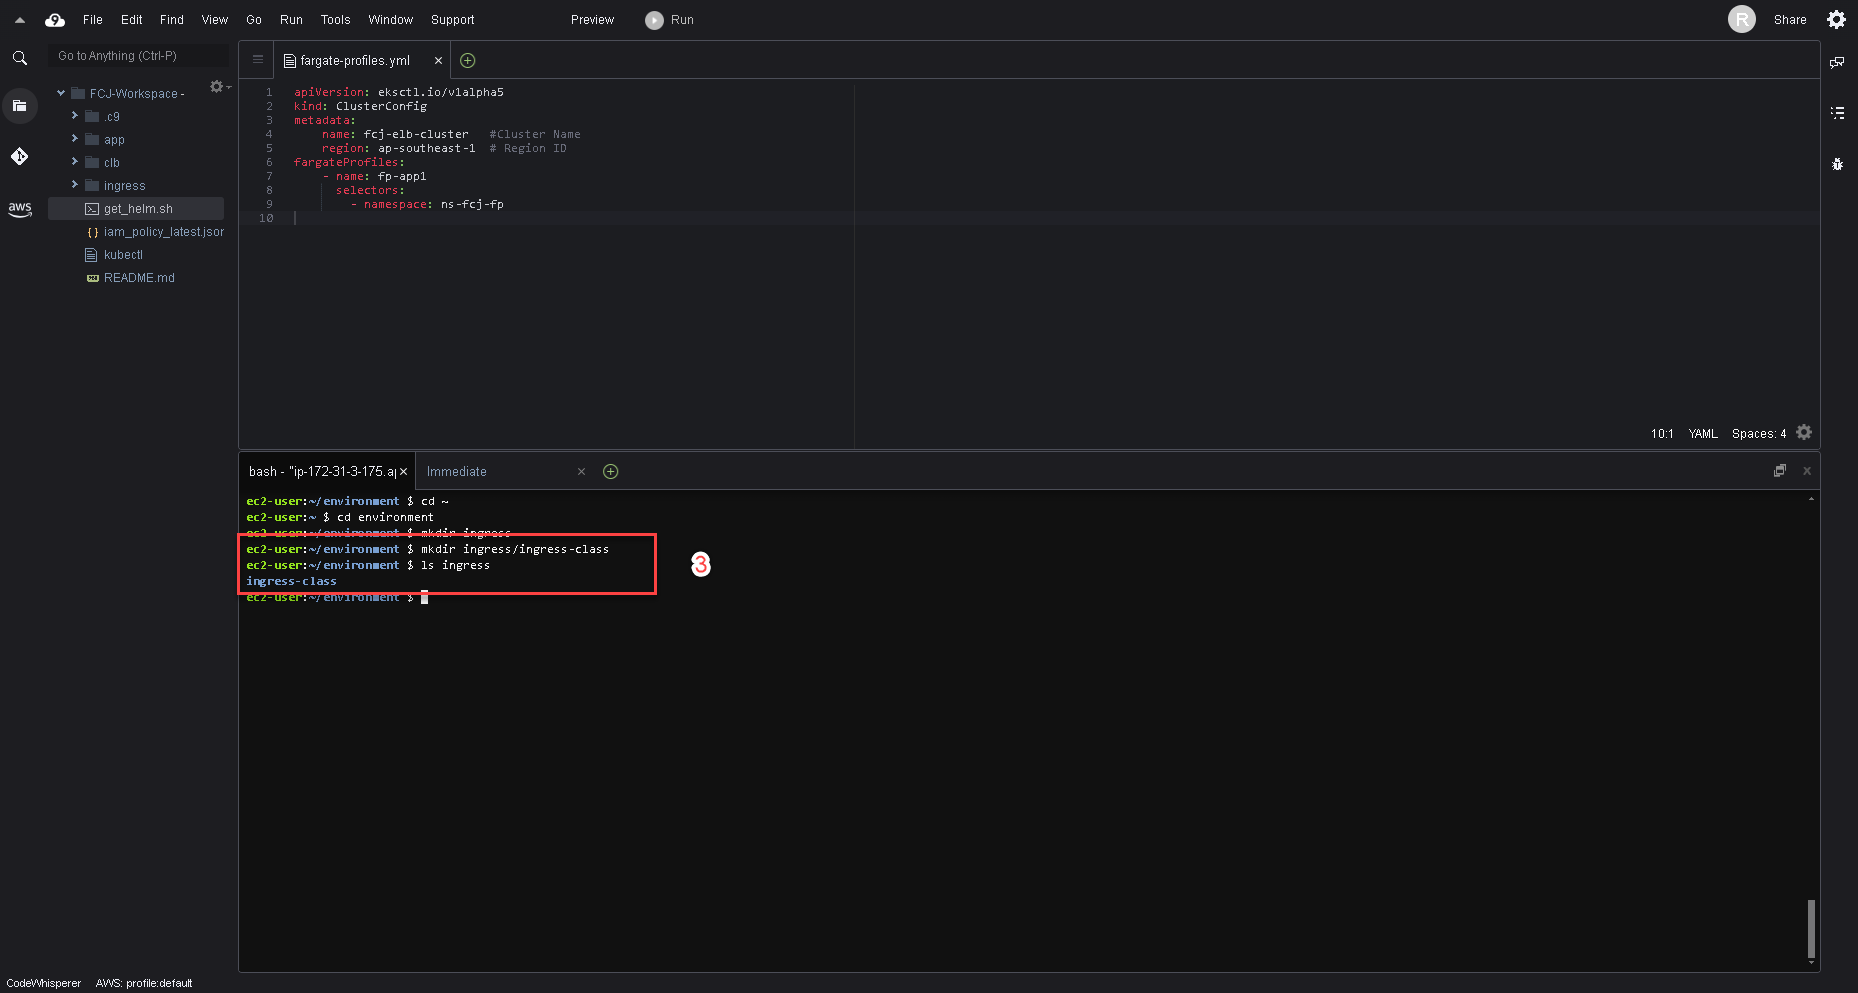 File Edit Find View Go Run Tools Window Support Preview Run R Share
Go to Anything (Ctrl-P)
FCJ-Workspace -
.c9
app
clb
ingress
get_helm.sh
iam_policy_latest.jsor
kubectl
README.md
aws
fargate-profiles.yml
1 apiVersion: eksctl.io/v1alpha5
2 kind: ClusterConfig
3 metadata:
4 name: fcj-elb-cluster #Cluster Name
5 region: ap-southeast-1 # Region ID
6 fargateProfiles:
7 - name: fp-app1
8 selectors:
9 - namespace: ns-fcj-fp
10
10:1 YAML Spaces: 4
bash - "ip-172-31-3-175.ap Immediate
ec2-user:~/environment $ cd ~
ec2-user:~ $ cd environment
ec2-user:~/environment $ mkdir ingress
ec2-user:~/environment $ mkdir ingress/ingress-class
ec2-user:~/environment $ ls ingress
ingress-class
ec2-user:~/environment $
3
CodeWhisperer AWS: profile:default